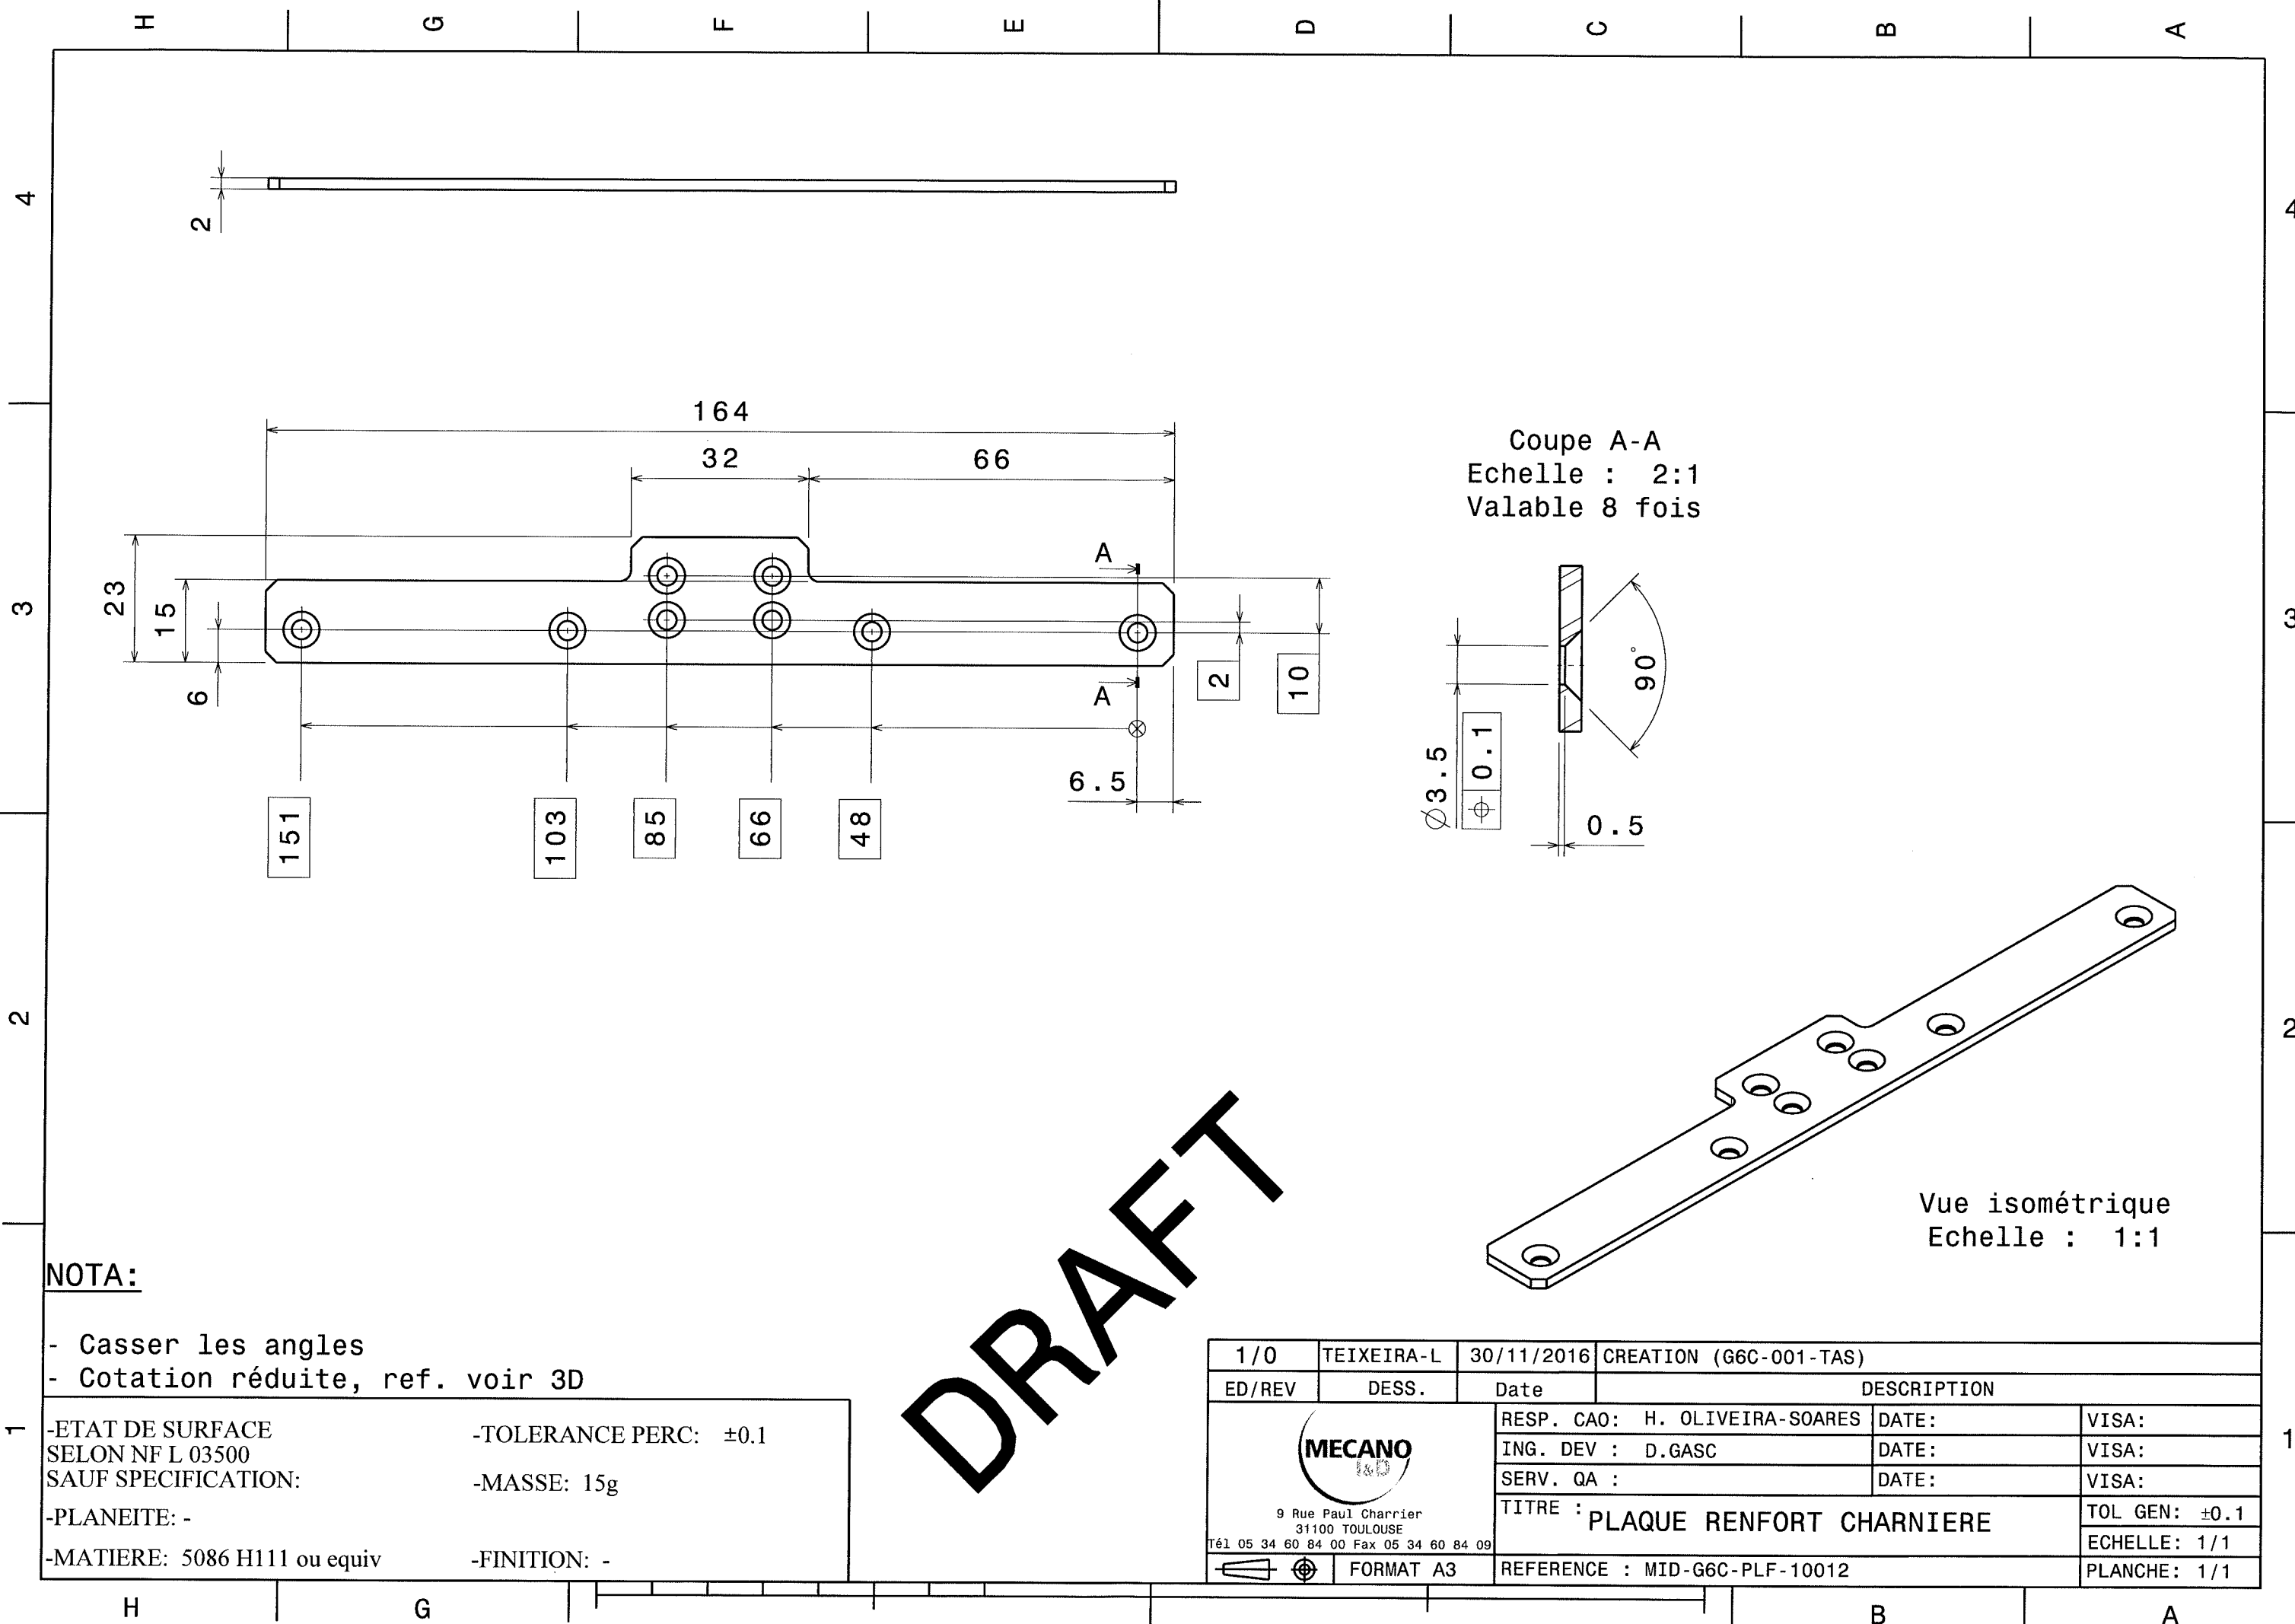 H G F E D C B A
4
4
2
164
32
66
Coupe A-A
Echelle : 2:1
Valable 8 fois
3
3
23
15
6
A
A
2
10
90°
Ø3.5
⌖ 0.1
0.5
6.5
151
103
85
66
48
2
2
Vue isométrique
Echelle : 1:1
DRAFT
NOTA:
- Casser les angles
- Cotation réduite, ref. voir 3D
1
1
-ETAT DE SURFACE
SELON NF L 03500
SAUF SPECIFICATION:
-PLANEITE: -
-MATIERE: 5086 H111 ou equiv
-TOLERANCE PERC: ±0.1
-MASSE: 15g
-FINITION: -
1/0 TEIXEIRA-L 30/11/2016 CREATION (G6C-001-TAS)
ED/REV DESS. Date DESCRIPTION
MECANO
I&D
9 Rue Paul Charrier
31100 TOULOUSE
Tél 05 34 60 84 00 Fax 05 34 60 84 09
RESP. CAO: H. OLIVEIRA-SOARES DATE: VISA:
ING. DEV : D.GASC DATE: VISA:
SERV. QA : DATE: VISA:
TITRE : PLAQUE RENFORT CHARNIERE
TOL GEN: ±0.1
ECHELLE: 1/1
FORMAT A3
REFERENCE : MID-G6C-PLF-10012
PLANCHE: 1/1
H G B A